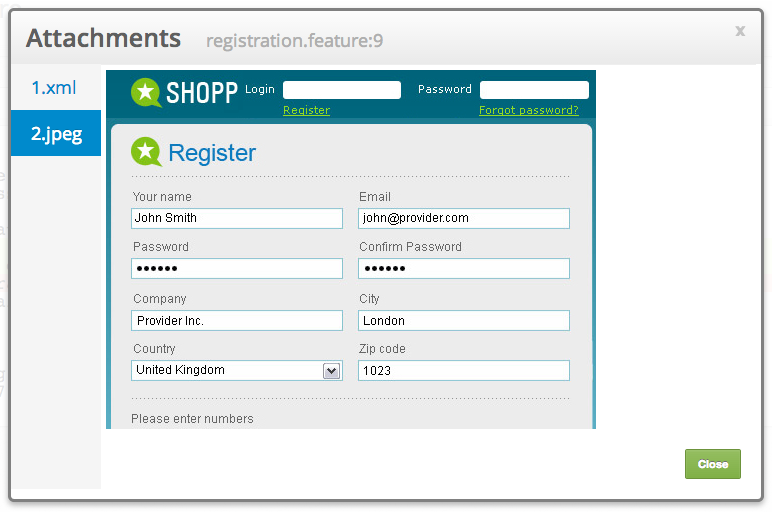 Attachments registration.feature:9 x
1.xml
2.jpeg
SHOPP Login Password
Register Forgot password?
Register
Your name Email
John Smith john@provider.com
Password Confirm Password
•••••• ••••••
Company City
Provider Inc. London
Country Zip code
United Kingdom 1023
Please enter numbers
Close